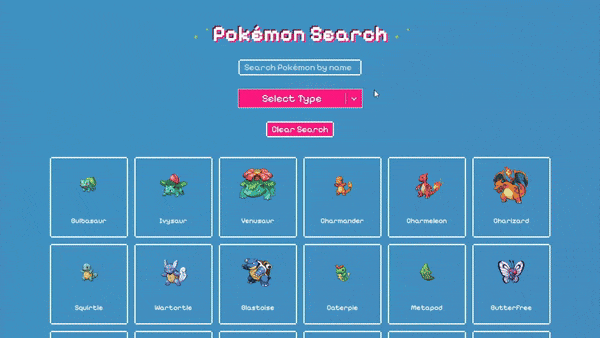 Pokémon Search
Search Pokémon by name
Select Type
Clear Search
Bulbasaur Ivysaur Venusaur Charmander Charmeleon Charizard
Squirtle Wartortle Blastoise Caterpie Metapod Butterfree